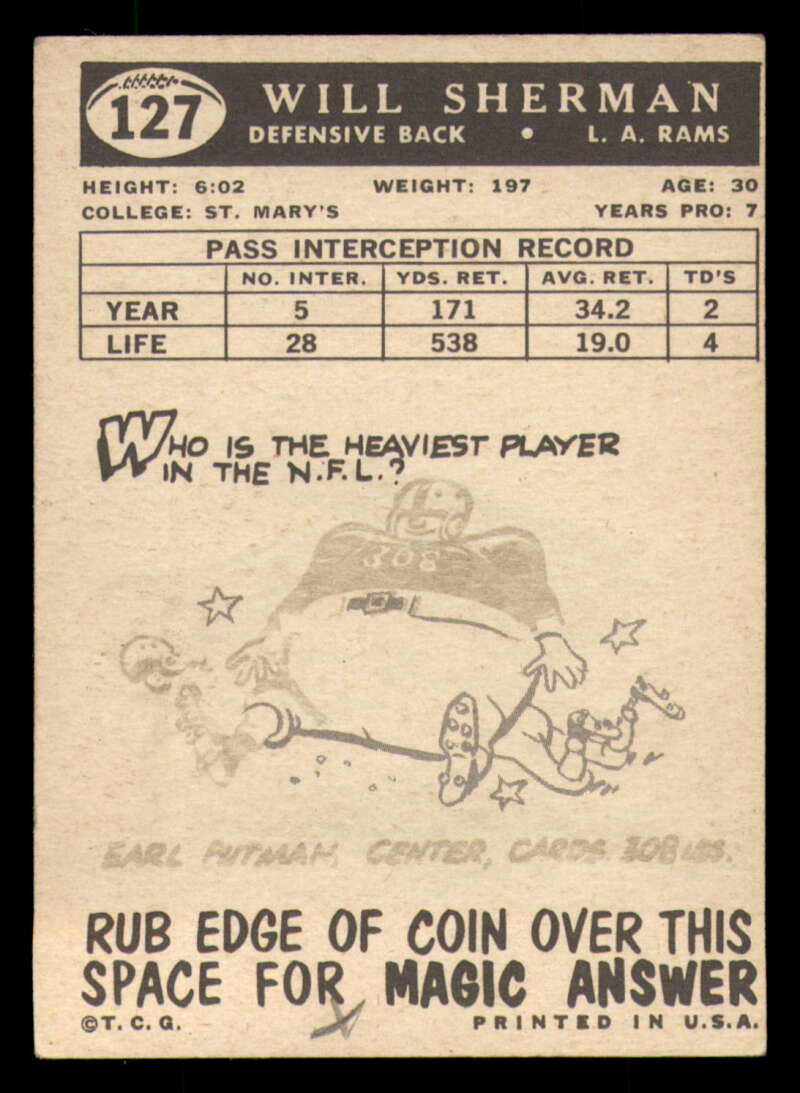 127
WILL SHERMAN
DEFENSIVE BACK • L. A. RAMS
HEIGHT: 6:02 WEIGHT: 197 AGE: 30
COLLEGE: ST. MARY'S YEARS PRO: 7
PASS INTERCEPTION RECORD
NO. INTER. YDS. RET. AVG. RET. TD'S
YEAR 5 171 34.2 2
LIFE 28 538 19.0 4
WHO IS THE HEAVIEST PLAYER
IN THE N.F.L.?
308
EARL PUTMAN, CENTER, CARDS. 308 LBS.
RUB EDGE OF COIN OVER THIS
SPACE FOR MAGIC ANSWER
©T. C. G. PRINTED IN U.S.A.